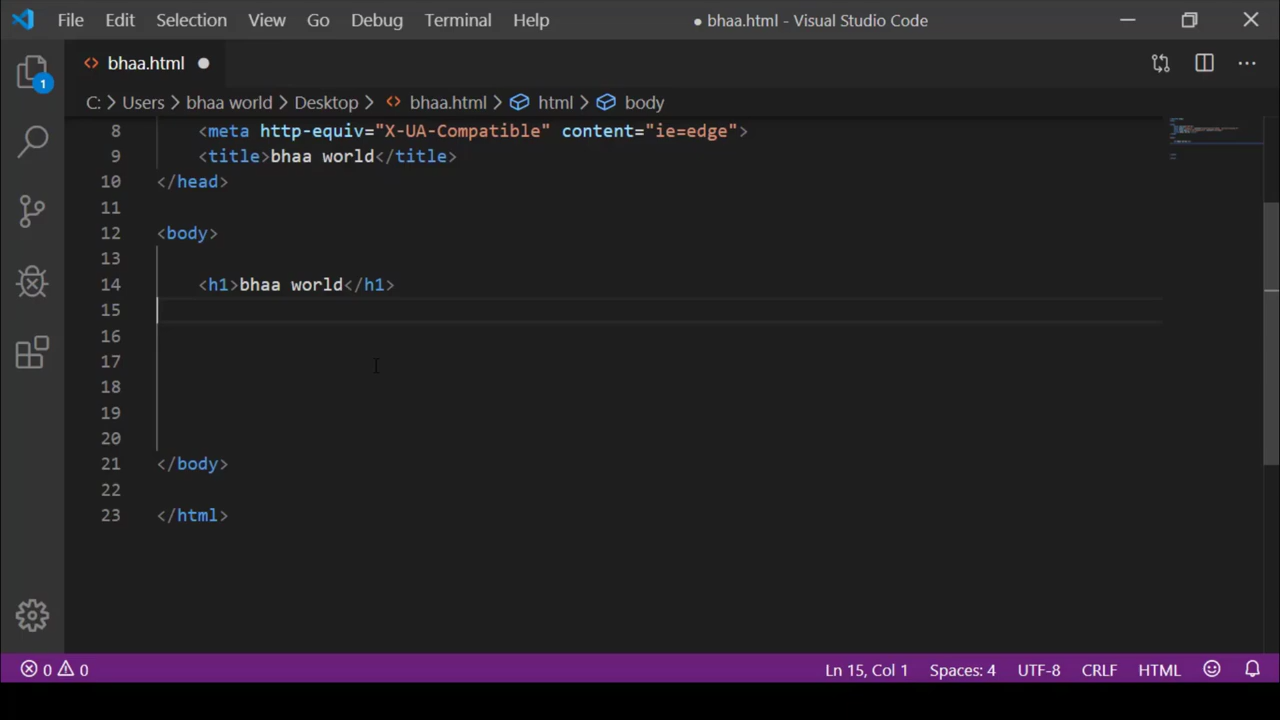 File Edit Selection View Go Debug Terminal Help ● bhaa.html - Visual Studio Code
<> bhaa.html ●
1
C: > Users > bhaa world > Desktop > <> bhaa.html > html > body
8 <meta http-equiv="X-UA-Compatible" content="ie=edge">
9 <title>bhaa world</title>
10 </head>
11
12 <body>
13
14 <h1>bhaa world</h1>
15
16
17
18
19
20
21 </body>
22
23 </html>
0 0 Ln 15, Col 1 Spaces: 4 UTF-8 CRLF HTML